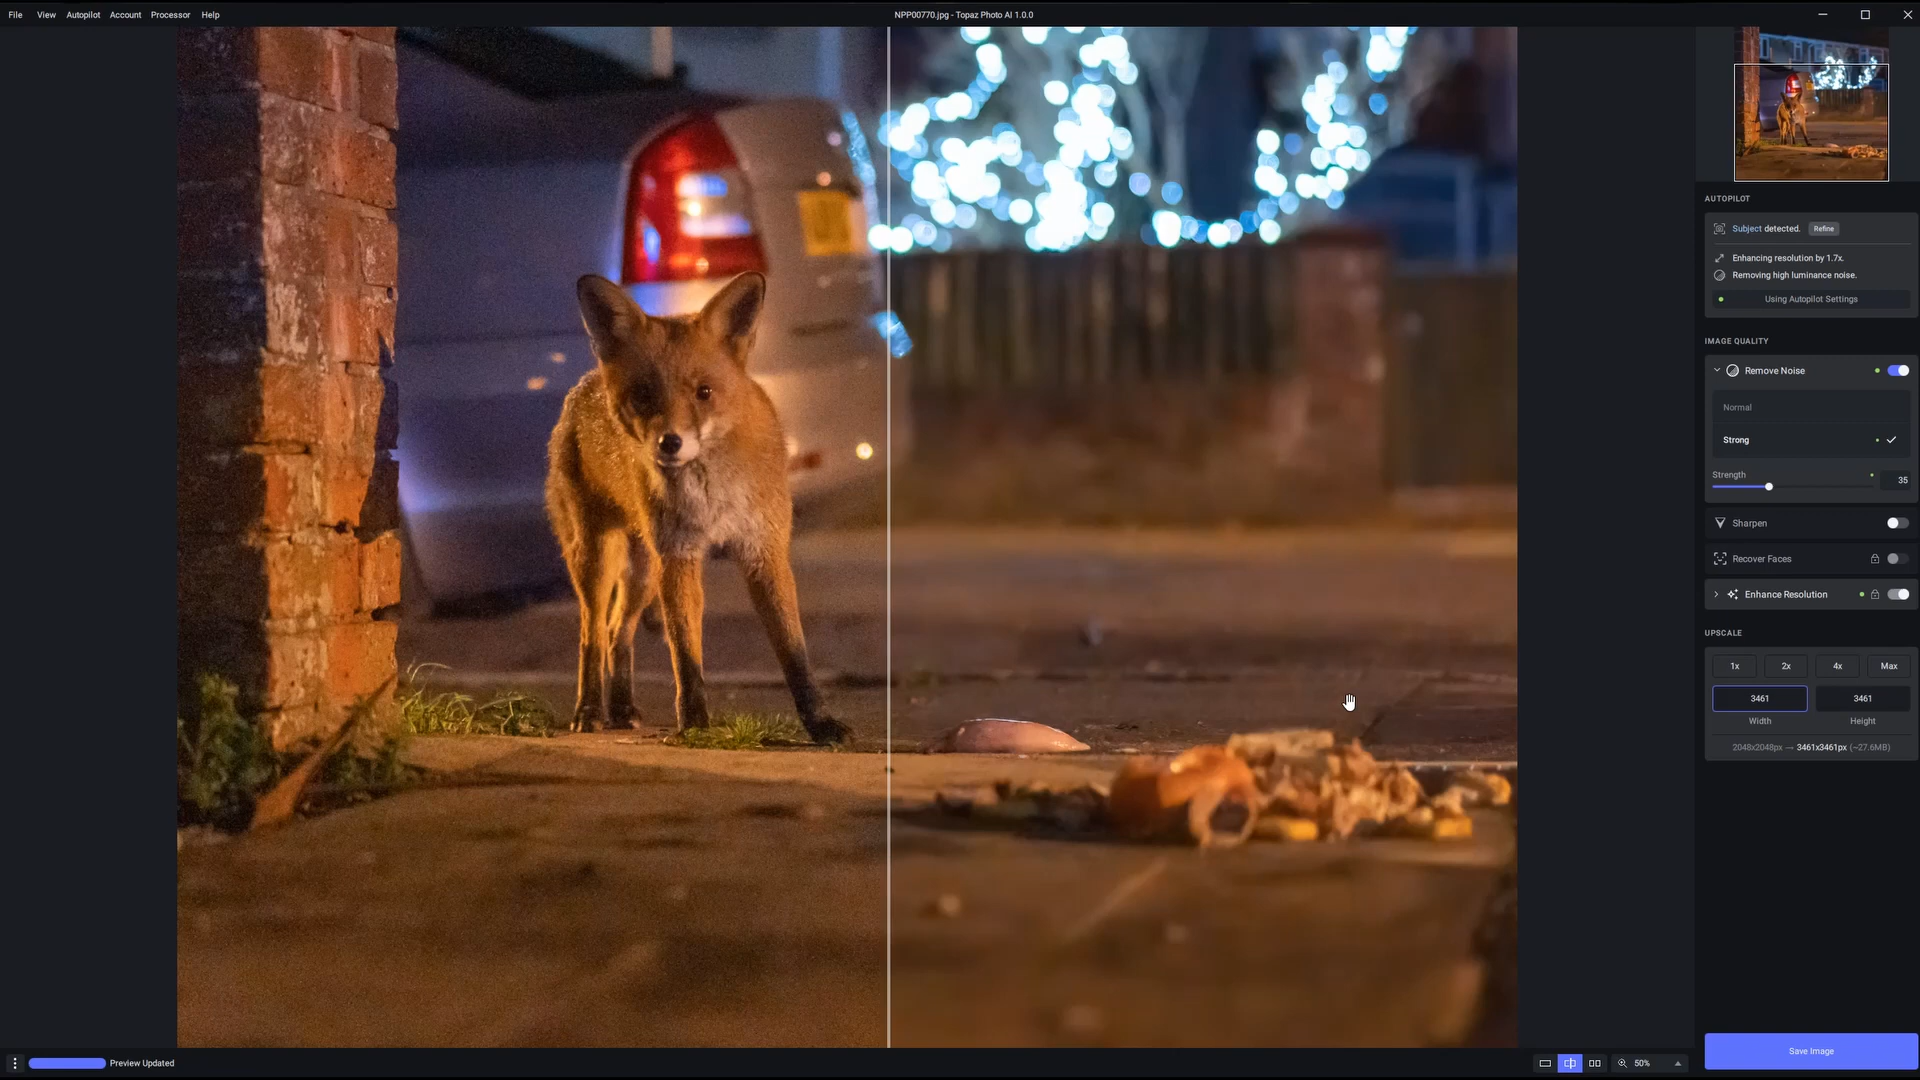 File View Autopilot Account Processor Help
NPP00770.jpg - Topaz Photo AI 1.0.0
AUTOPILOT
Subject detected. Refine
Enhancing resolution by 1.7x.
Removing high luminance noise.
Using Autopilot Settings
IMAGE QUALITY
Remove Noise
Normal
Strong
Strength
35
Sharpen
Recover Faces
Enhance Resolution
UPSCALE
1x 2x 4x Max
3461 3461
Width Height
2048x2048px → 3461x3461px (~27.6MB)
Save Image
Preview Updated
50%